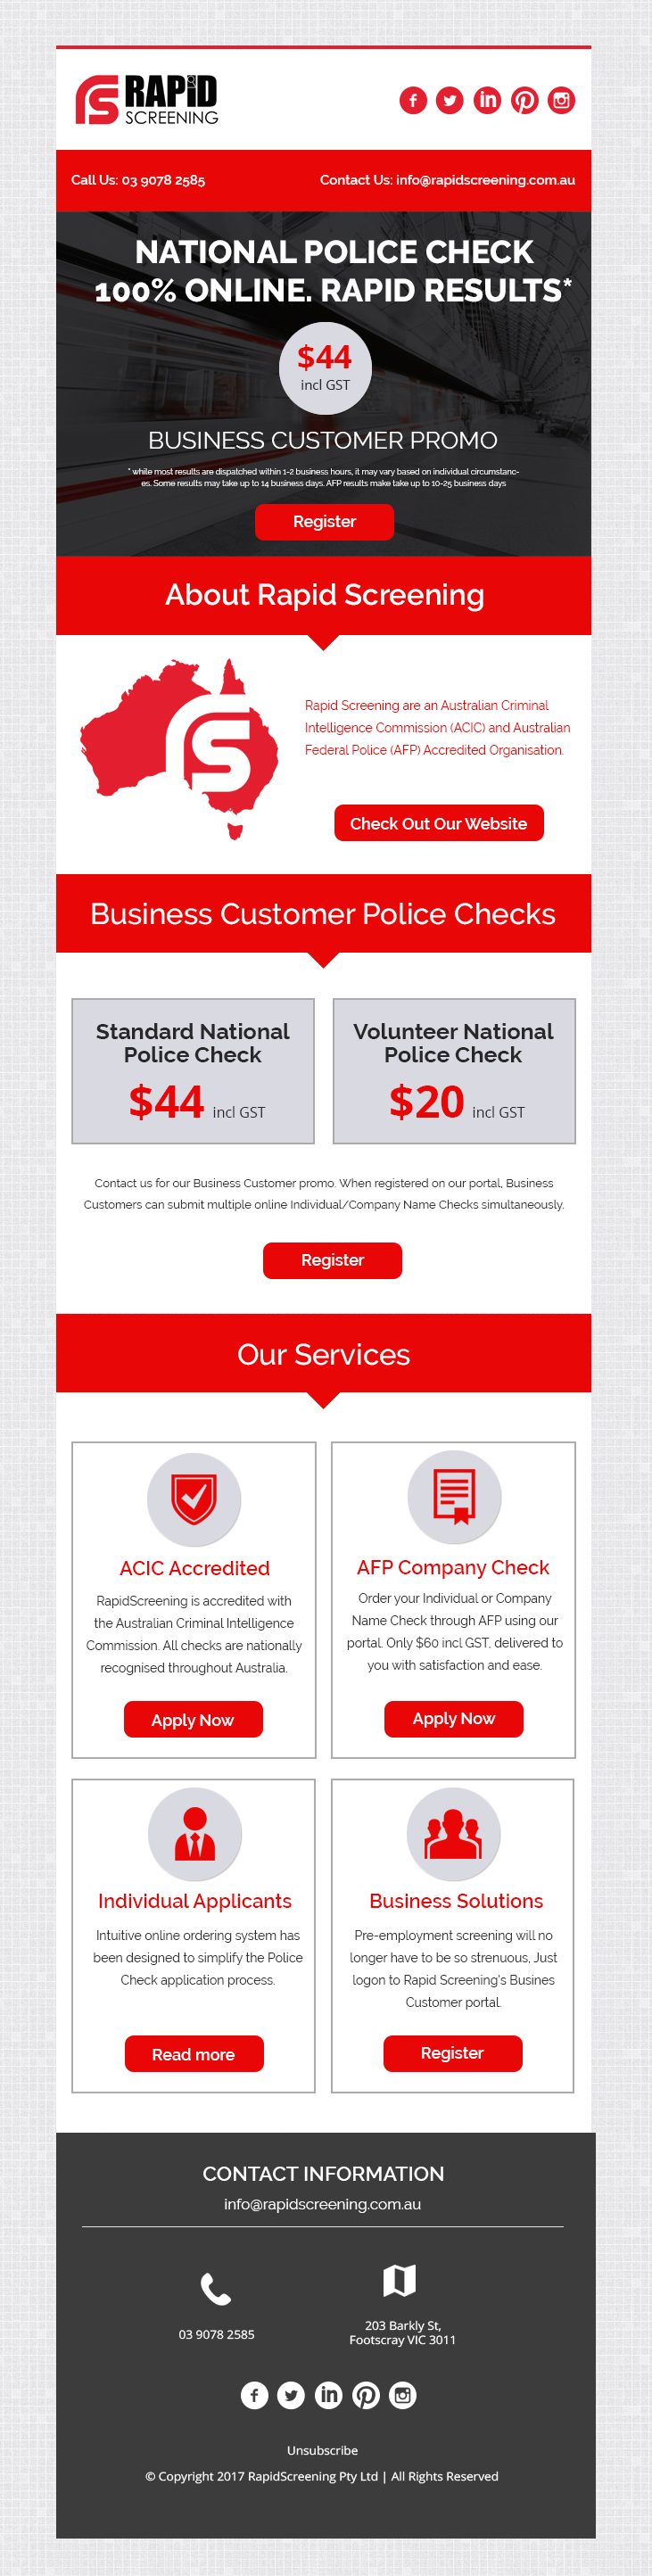 RAPID
SCREENING
Call Us: 03 9078 2585
Contact Us: info@rapidscreening.com.au
NATIONAL POLICE CHECK
100% ONLINE. RAPID RESULTS*
$44
incl GST
BUSINESS CUSTOMER PROMO
* while most results are dispatched within 1-2 business hours, it may vary based on individual circumstanc-
es. Some results may take up to 14 business days. AFP results make take up to 10-25 business days
Register
About Rapid Screening
Rapid Screening are an Australian Criminal
Intelligence Commission (ACIC) and Australian
Federal Police (AFP) Accredited Organisation.
Check Out Our Website
Business Customer Police Checks
Standard National
Police Check
$44 incl GST
Volunteer National
Police Check
$20 incl GST
Contact us for our Business Customer promo. When registered on our portal, Business
Customers can submit multiple online Individual/Company Name Checks simultaneously.
Register
Our Services
ACIC Accredited
RapidScreening is accredited with
the Australian Criminal Intelligence
Commission. All checks are nationally
recognised throughout Australia.
Apply Now
AFP Company Check
Order your Individual or Company
Name Check through AFP using our
portal. Only $60 incl GST, delivered to
you with satisfaction and ease.
Apply Now
Individual Applicants
Intuitive online ordering system has
been designed to simplify the Police
Check application process.
Read more
Business Solutions
Pre-employment screening will no
longer have to be so strenuous, Just
logon to Rapid Screening's Busines
Customer portal.
Register
CONTACT INFORMATION
info@rapidscreening.com.au
03 9078 2585
203 Barkly St,
Footscray VIC 3011
Unsubscribe
© Copyright 2017 RapidScreening Pty Ltd | All Rights Reserved